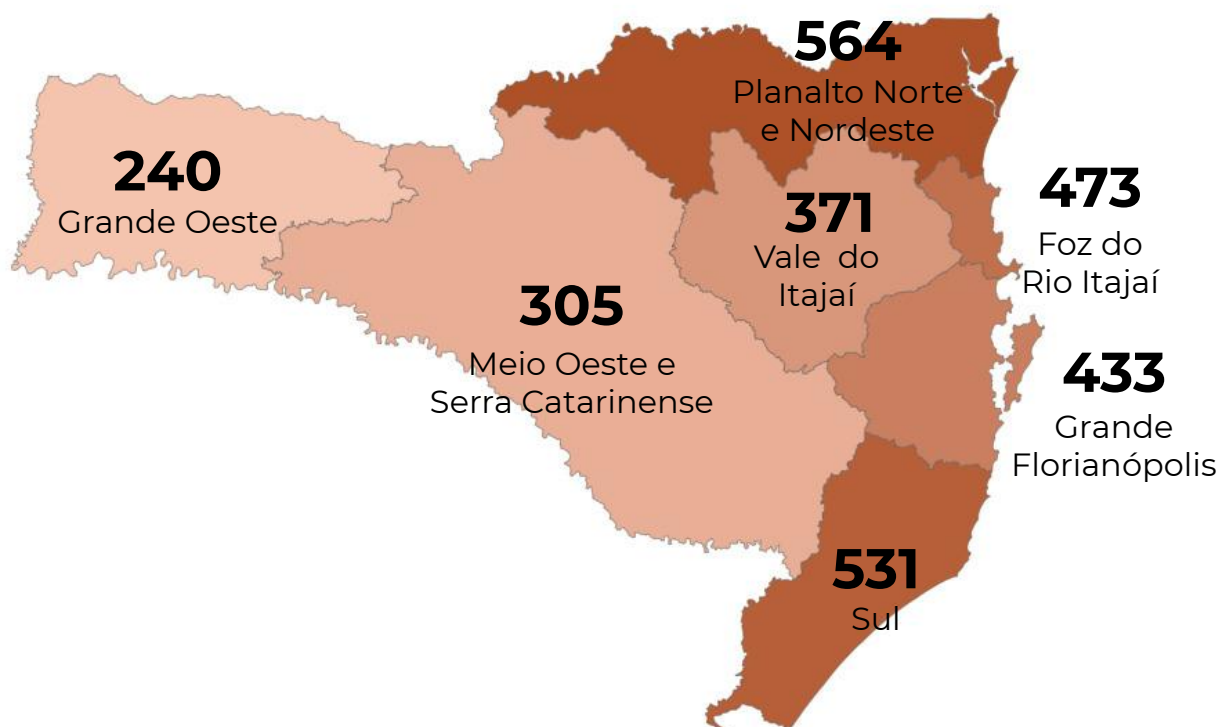 564
Planalto Norte
e Nordeste
240
Grande Oeste
371
Vale do
Itajaí
473
Foz do
Rio Itajaí
305
Meio Oeste e
Serra Catarinense
433
Grande
Florianópolis
531
Sul